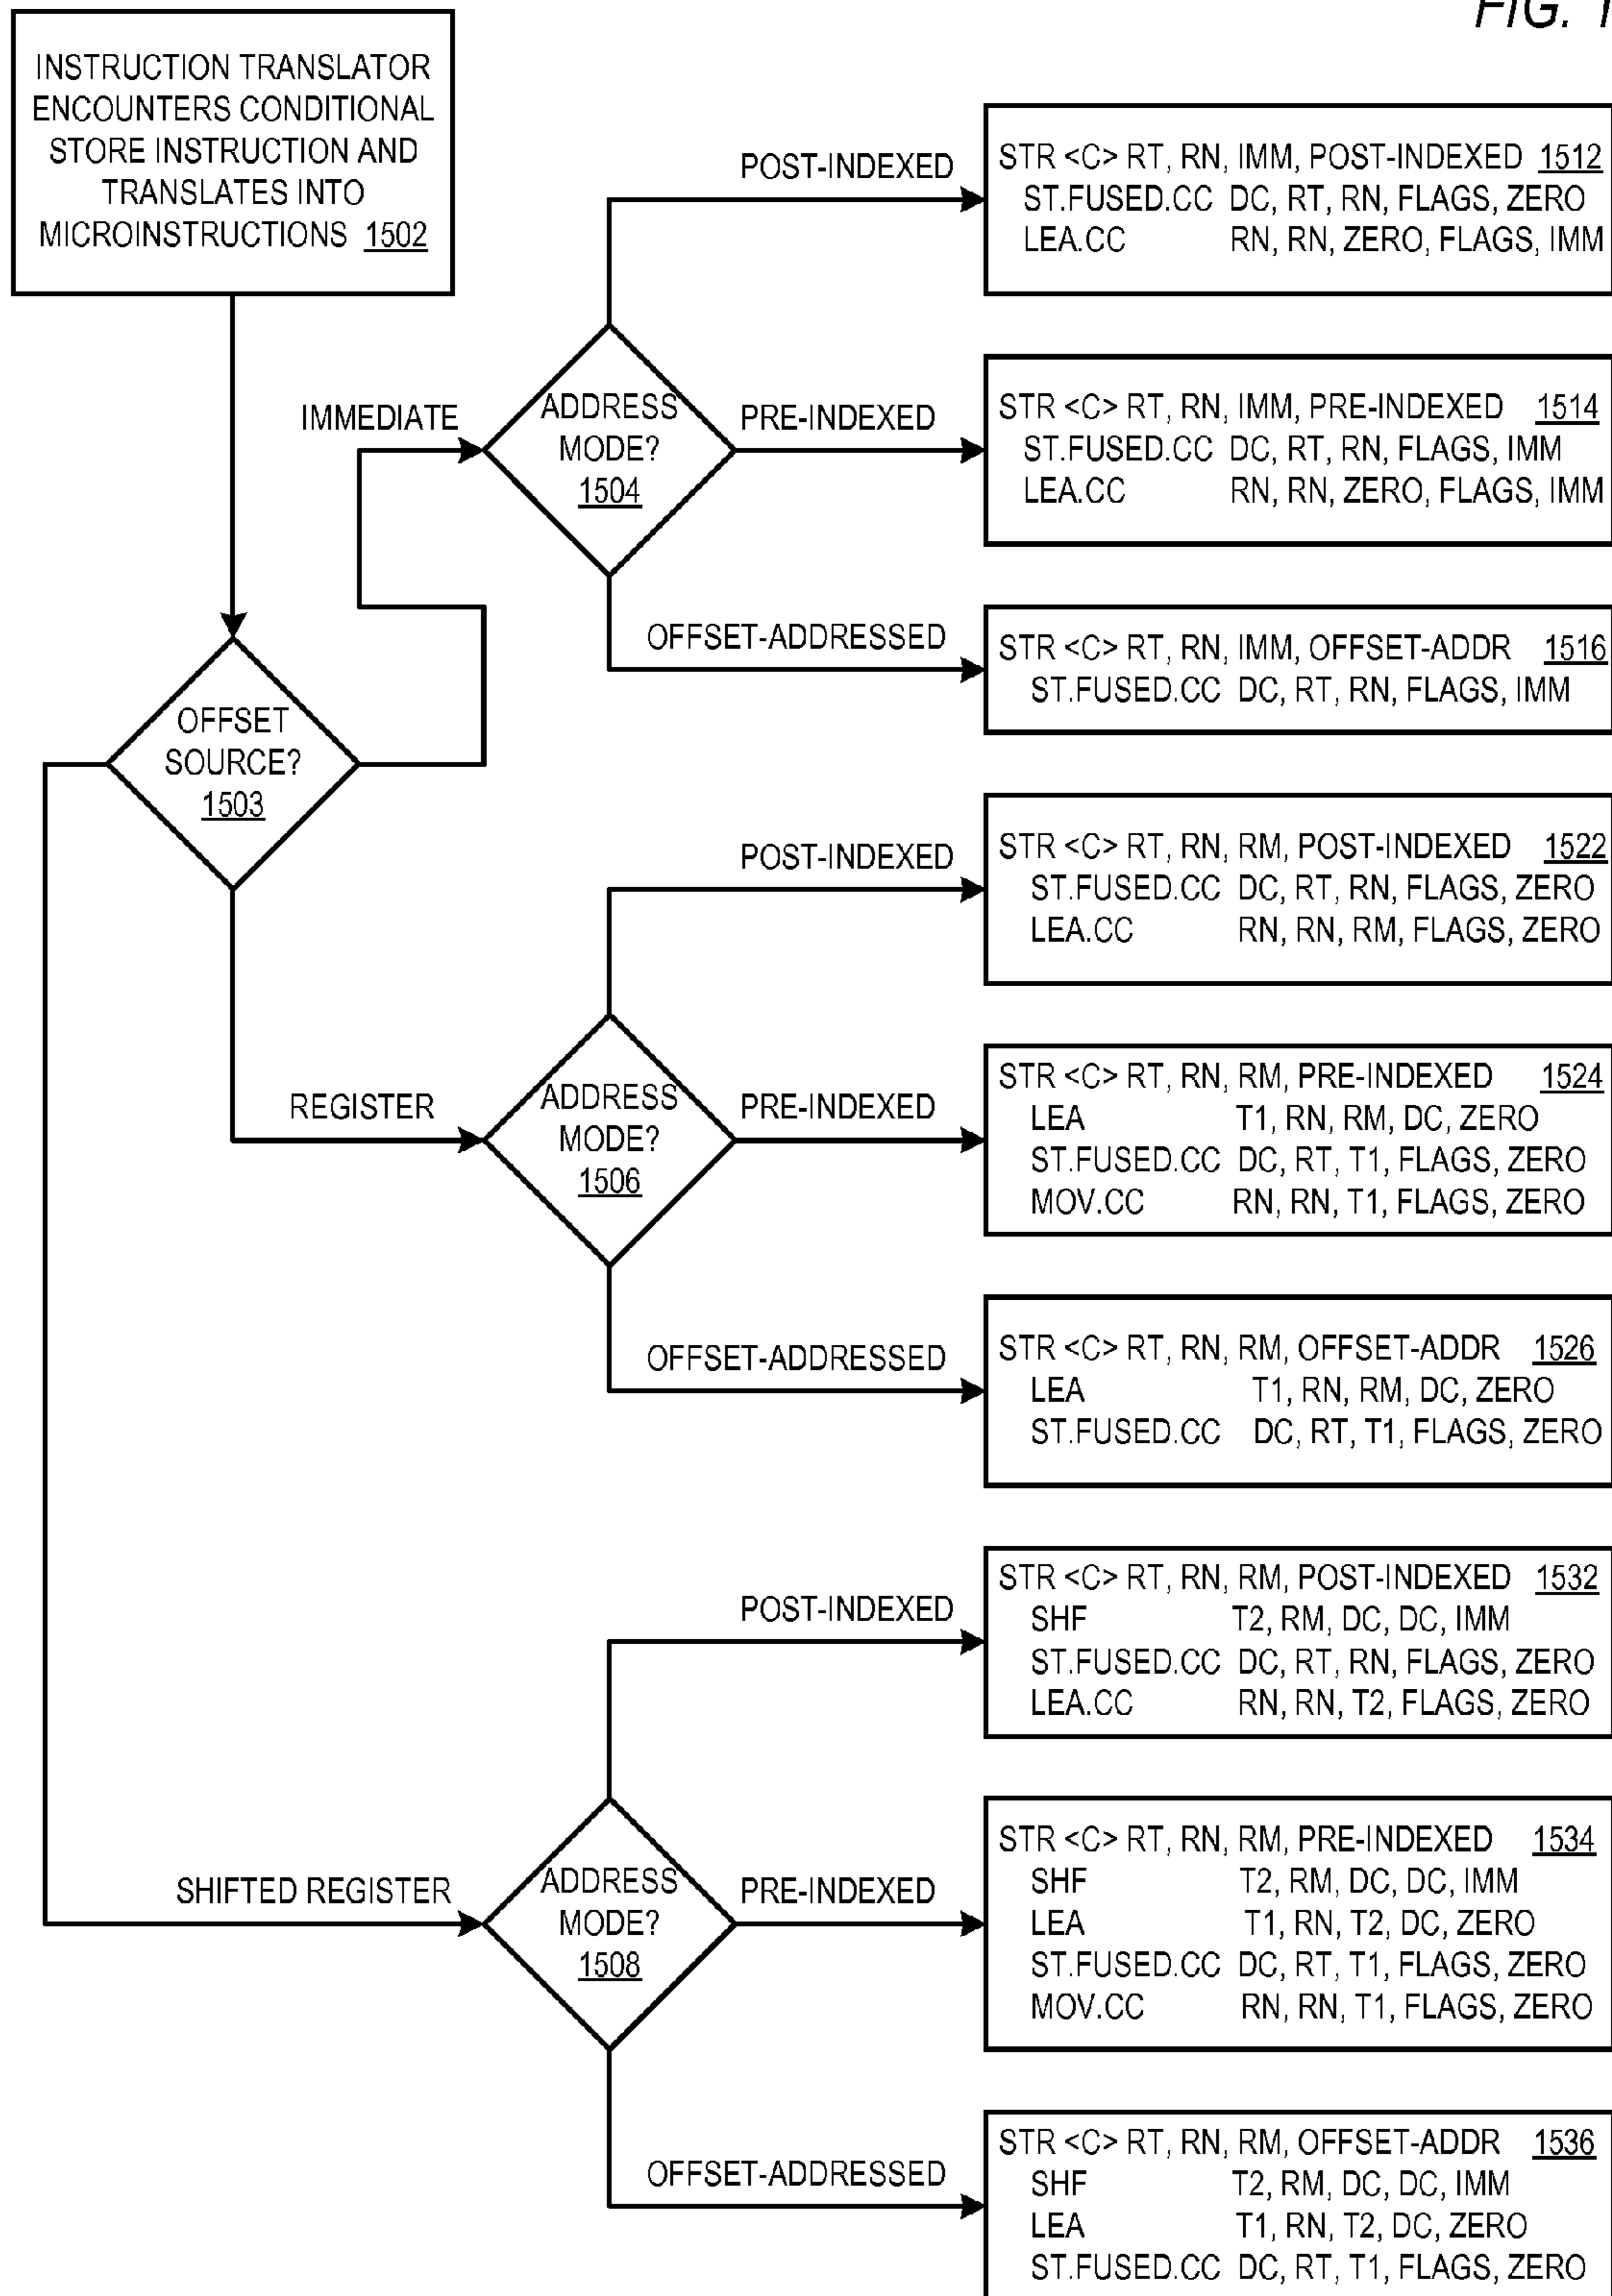 FIG. 1
INSTRUCTION TRANSLATOR
ENCOUNTERS CONDITIONAL
STORE INSTRUCTION AND
TRANSLATES INTO
MICROINSTRUCTIONS 1502
POST-INDEXED
STR <C> RT, RN, IMM, POST-INDEXED 1512
ST.FUSED.CC DC, RT, RN, FLAGS, ZERO
LEA.CC RN, RN, ZERO, FLAGS, IMM
IMMEDIATE
ADDRESS
MODE?
1504
PRE-INDEXED
STR <C> RT, RN, IMM, PRE-INDEXED 1514
ST.FUSED.CC DC, RT, RN, FLAGS, IMM
LEA.CC RN, RN, ZERO, FLAGS, IMM
OFFSET-ADDRESSED
STR <C> RT, RN, IMM, OFFSET-ADDR 1516
ST.FUSED.CC DC, RT, RN, FLAGS, IMM
OFFSET
SOURCE?
1503
POST-INDEXED
STR <C> RT, RN, RM, POST-INDEXED 1522
ST.FUSED.CC DC, RT, RN, FLAGS, ZERO
LEA.CC RN, RN, RM, FLAGS, ZERO
REGISTER
ADDRESS
MODE?
1506
PRE-INDEXED
STR <C> RT, RN, RM, PRE-INDEXED 1524
LEA T1, RN, RM, DC, ZERO
ST.FUSED.CC DC, RT, T1, FLAGS, ZERO
MOV.CC RN, RN, T1, FLAGS, ZERO
OFFSET-ADDRESSED
STR <C> RT, RN, RM, OFFSET-ADDR 1526
LEA T1, RN, RM, DC, ZERO
ST.FUSED.CC DC, RT, T1, FLAGS, ZERO
POST-INDEXED
STR <C> RT, RN, RM, POST-INDEXED 1532
SHF T2, RM, DC, DC, IMM
ST.FUSED.CC DC, RT, RN, FLAGS, ZERO
LEA.CC RN, RN, T2, FLAGS, ZERO
SHIFTED REGISTER
ADDRESS
MODE?
1508
PRE-INDEXED
STR <C> RT, RN, RM, PRE-INDEXED 1534
SHF T2, RM, DC, DC, IMM
LEA T1, RN, T2, DC, ZERO
ST.FUSED.CC DC, RT, T1, FLAGS, ZERO
MOV.CC RN, RN, T1, FLAGS, ZERO
OFFSET-ADDRESSED
STR <C> RT, RN, RM, OFFSET-ADDR 1536
SHF T2, RM, DC, DC, IMM
LEA T1, RN, T2, DC, ZERO
ST.FUSED.CC DC, RT, T1, FLAGS, ZERO